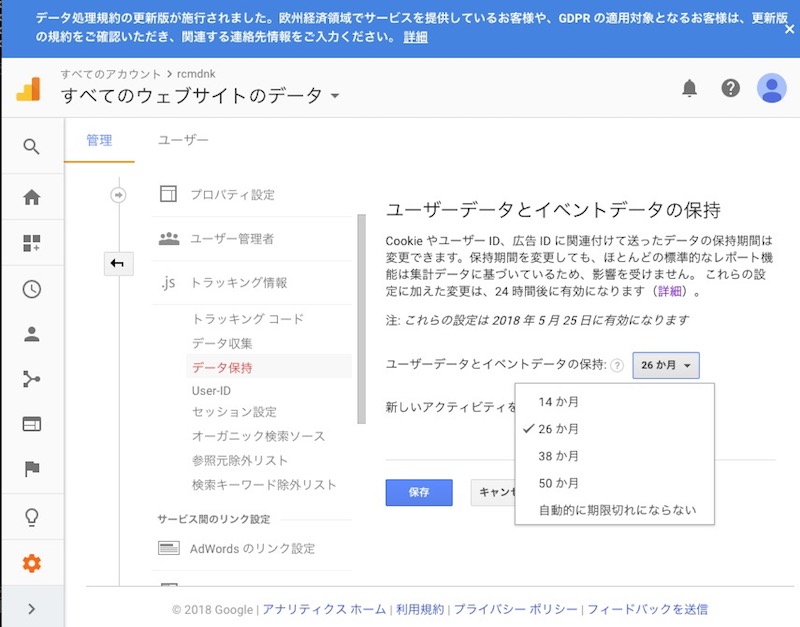 データ処理規約の更新版が施行されました。欧州経済領域でサービスを提供しているお客様や、GDPR の適用対象となるお客様は、更新版
の規約をご確認いただき、関連する連絡先情報をご入力ください。 詳細
すべてのアカウント > rcmdnk
すべてのウェブサイトのデータ
管理
ユーザー
プロパティ設定
ユーザー管理者
.js トラッキング情報
トラッキング コード
データ収集
データ保持
User-ID
セッション設定
オーガニック検索ソース
参照元除外リスト
検索キーワード除外リスト
サービス間のリンク設定
AdWords のリンク設定
ユーザーデータとイベントデータの保持
Cookie やユーザー ID、広告 ID に関連付けて送ったデータの保持期間は
変更できます。保持期間を変更しても、ほとんどの標準的なレポート機
能は集計データに基づいているため、影響を受けません。 これらの設
定に加えた変更は、24 時間後に有効になります（詳細）。
注: これらの設定は 2018 年 5 月 25 日に有効になります
ユーザーデータとイベントデータの保持: ? 26 か月
14 か月
✓ 26 か月
38 か月
50 か月
自動的に期限切れにならない
新しいアクティビティを
保存
キャンセ
© 2018 Google | アナリティクス ホーム | 利用規約 | プライバシー ポリシー | フィードバックを送信